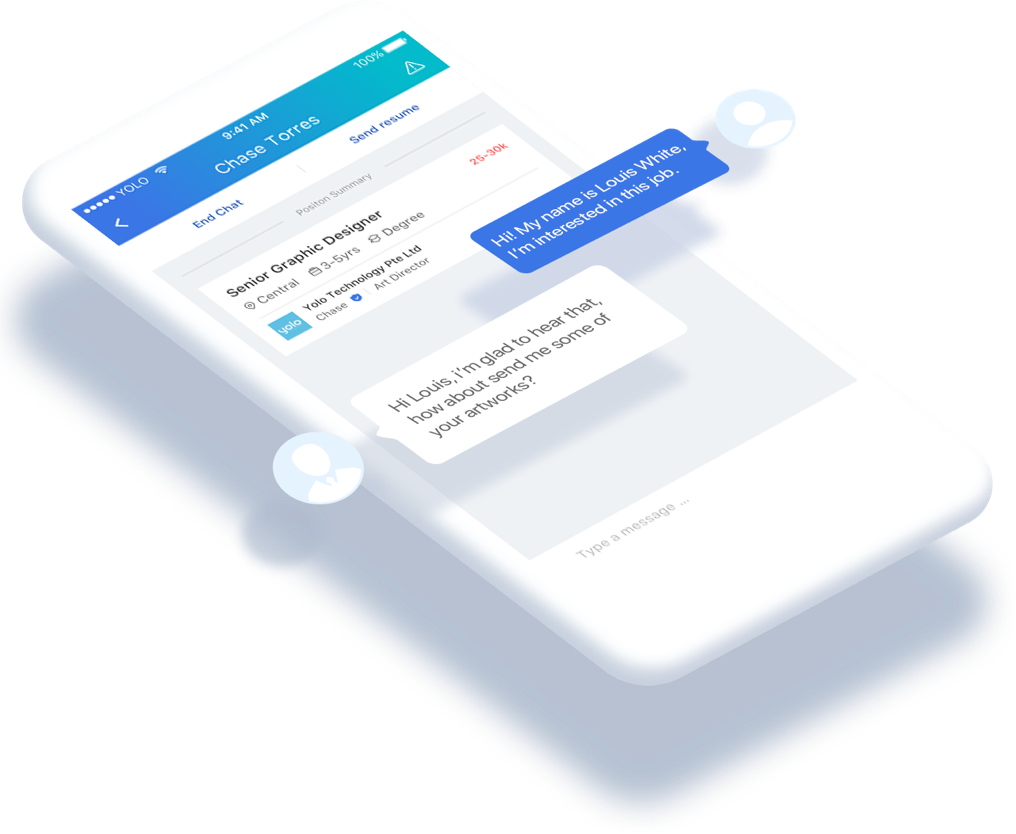 YOLO
9:41 AM
100%
Chase Torres
End Chat
Send resume
Positon Summary
Senior Graphic Designer
25-30k
Central
3-5yrs
Degree
yolo
Yolo Technology Pte Ltd
Chase
Art Director
Hi! My name is Louis White,
I'm interested in this job.
Hi Louis, i'm glad to hear that,
how about send me some of
your artworks?
Type a message ...